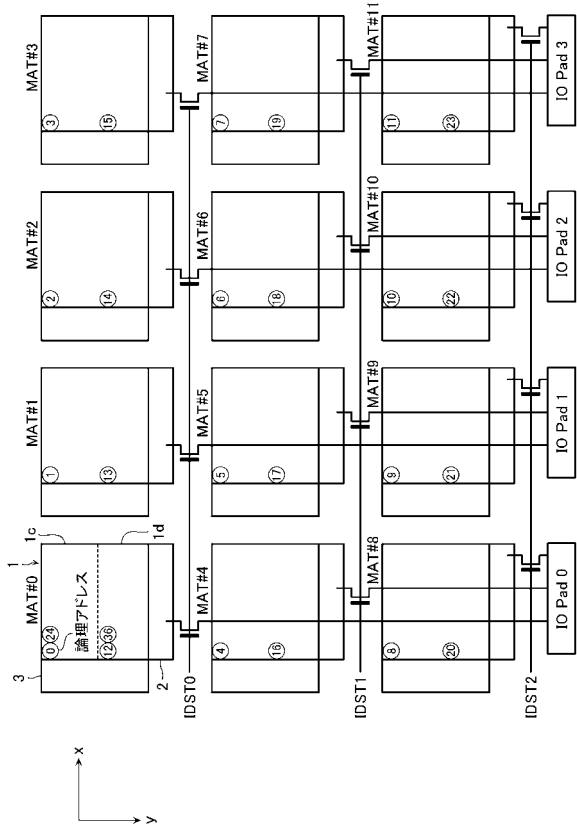 MAT#0
MAT#1
MAT#2
MAT#3
1
3
1c
0
24
1
2
3
論理アドレス
12
36
13
14
15
1d
2
IDST0
MAT#4
MAT#5
MAT#6
MAT#7
4
5
6
7
16
17
18
19
IDST1
MAT#8
MAT#9
MAT#10
MAT#11
8
9
10
11
20
21
22
23
IDST2
IO Pad 0
IO Pad 1
IO Pad 2
IO Pad 3
x
y